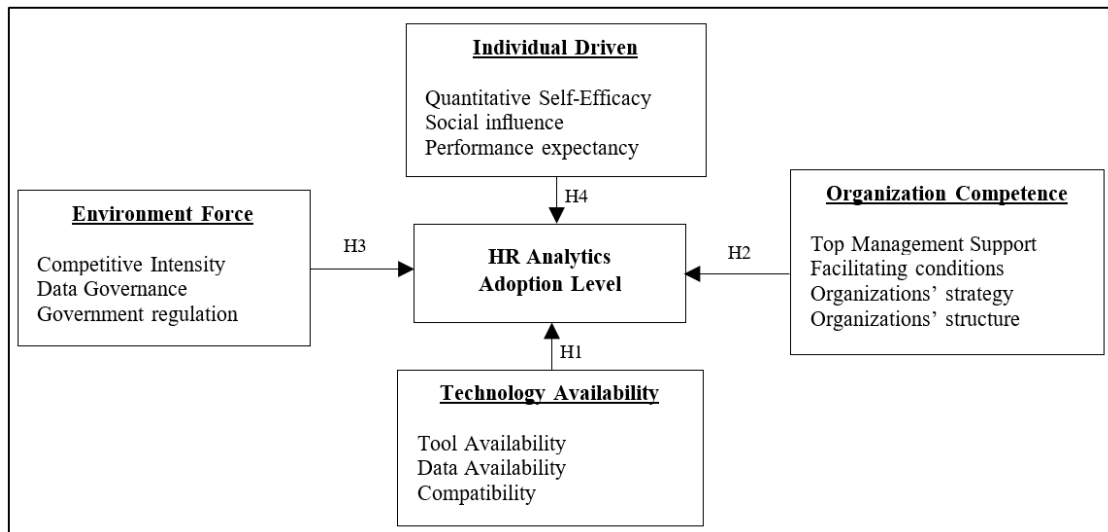 Individual Driven
Quantitative Self-Efficacy
Social influence
Performance expectancy
H4
Environment Force
Competitive Intensity
Data Governance
Government regulation
H3
HR Analytics
Adoption Level
H2
Organization Competence
Top Management Support
Facilitating conditions
Organizations’ strategy
Organizations’ structure
H1
Technology Availability
Tool Availability
Data Availability
Compatibility